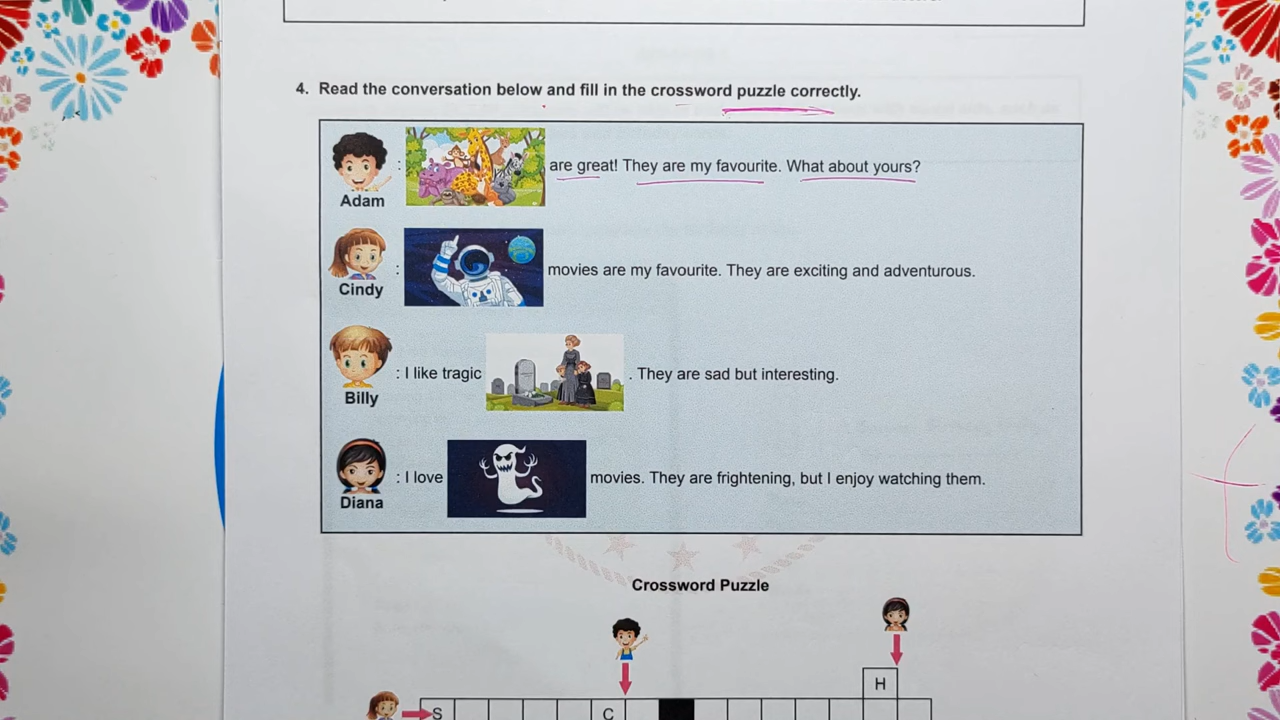 4. Read the conversation below and fill in the crossword puzzle correctly.
: are great! They are my favourite. What about yours?
Adam
: movies are my favourite. They are exciting and adventurous.
Cindy
: I like tragic . They are sad but interesting.
Billy
: I love movies. They are frightening, but I enjoy watching them.
Diana
Crossword Puzzle
H
S C